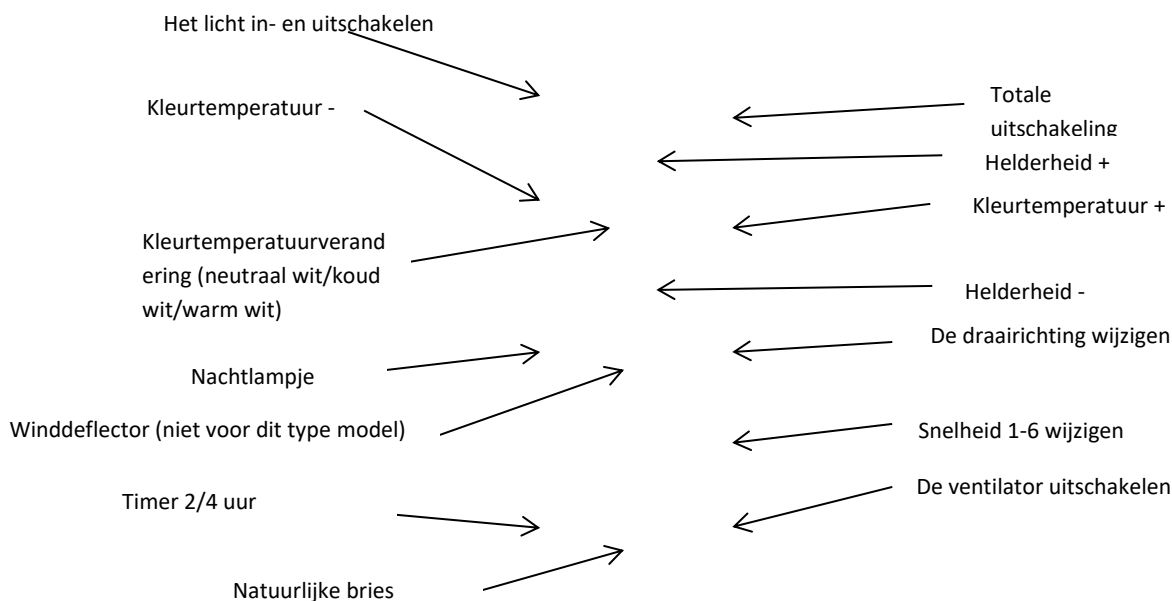 Het licht in- en uitschakelen
Kleurtemperatuur -
Kleurtemperatuurverand
ering (neutraal wit/koud
wit/warm wit)
Nachtlampje
Winddeflector (niet voor dit type model)
Timer 2/4 uur
Natuurlijke bries
Totale
uitschakeling
Helderheid +
Kleurtemperatuur +
Helderheid -
De draairichting wijzigen
Snelheid 1-6 wijzigen
De ventilator uitschakelen